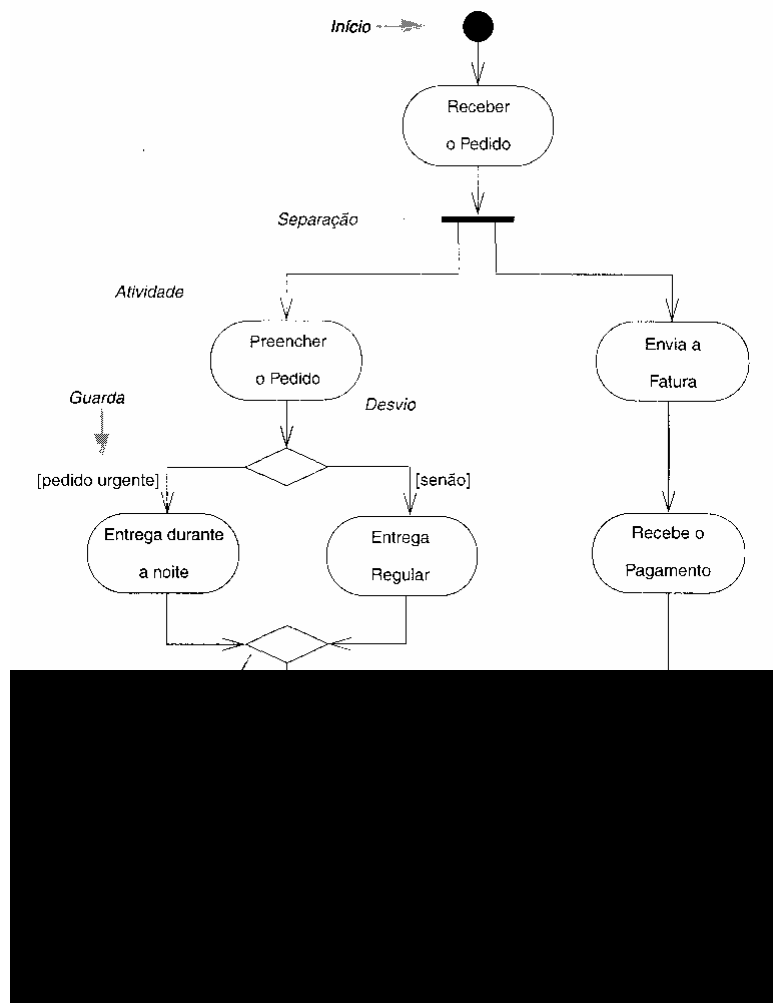 Início
Receber
o Pedido
Separação
Atividade
Preencher
o Pedido
Envia a
Fatura
Guarda
Desvio
[pedido urgente]
[senão]
Entrega durante
a noite
Entrega
Regular
Recebe o
Pagamento